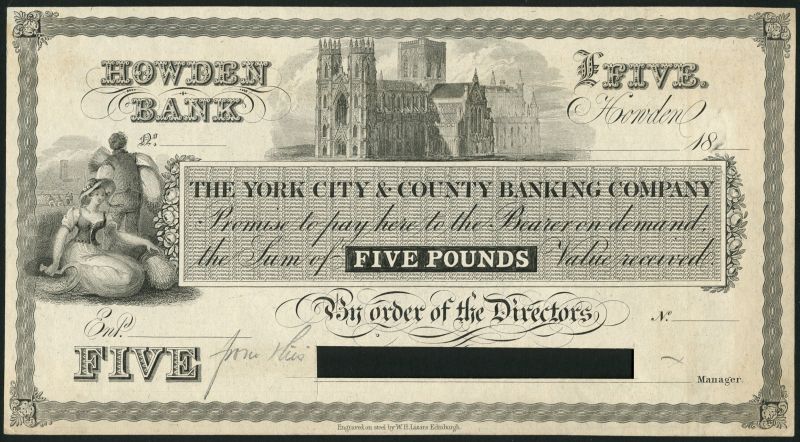 HOWDEN BANK
£FIVE.
Howden
18
No.
THE YORK CITY & COUNTY BANKING COMPANY
Promise to pay here to the Bearer on demand,
the Sum of FIVE POUNDS Value received
By order of the Directors
No.
Entd.
FIVE
from this
Manager.
Engraved on steel by W.H. Lizars Edinburgh.